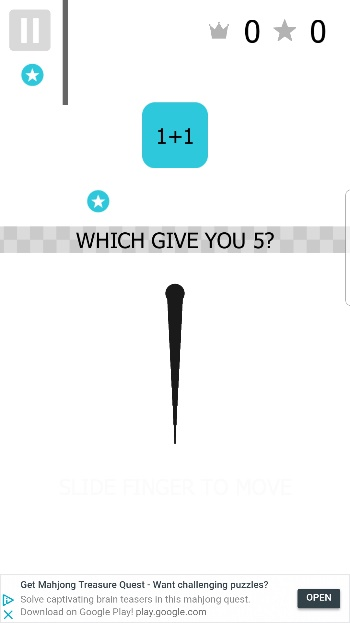 0 0
1+1
WHICH GIVE YOU 5?
SLIDE FINGER TO MOVE
Get Mahjong Treasure Quest - Want challenging puzzles?
Solve captivating brain teasers in this mahjong quest.
Download on Google Play! play.google.com
OPEN